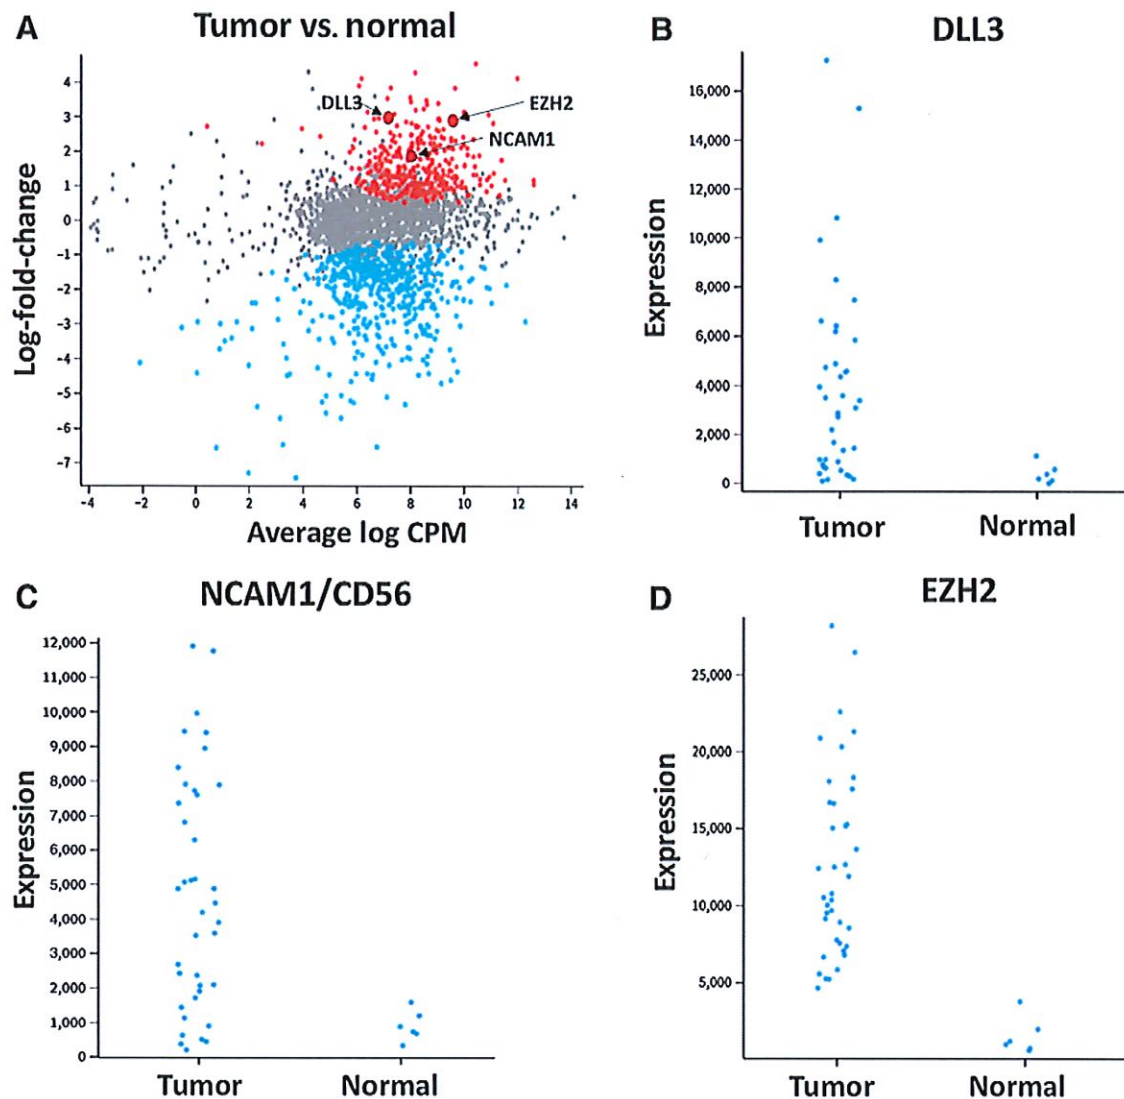 A
Tumor vs. normal
Log-fold-change
4
3
2
1
0
-1
-2
-3
-4
-5
-6
-7
DLL3
EZH2
NCAM1
-4 -2 0 2 4 6 8 10 12 14
Average log CPM
B
DLL3
Expression
16,000
14,000
12,000
10,000
8,000
6,000
4,000
2,000
0
Tumor Normal
C
NCAM1/CD56
Expression
12,000
11,000
10,000
9,000
8,000
7,000
6,000
5,000
4,000
3,000
2,000
1,000
0
Tumor Normal
D
EZH2
Expression
25,000
20,000
15,000
10,000
5,000
Tumor Normal